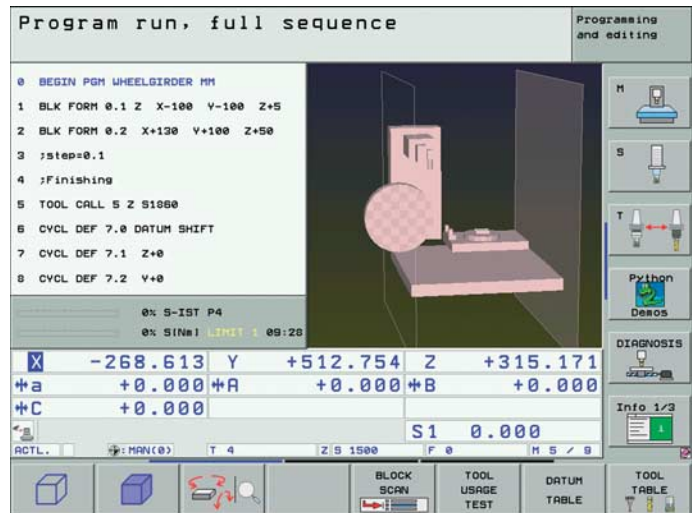 Program run, full sequence
Programming and editing
0 BEGIN PGM WHEELGIRDER MM
1 BLK FORM 0.1 Z X-100 Y-100 Z+5
2 BLK FORM 0.2 X+130 Y+100 Z+50
3 ;step=0.1
4 ;Finishing
5 TOOL CALL 5 Z S1860
6 CYCL DEF 7.0 DATUM SHIFT
7 CYCL DEF 7.1 Z+0
8 CYCL DEF 7.2 Y+0
0% S-IST P4
0% S[Nm] LIMIT 1 09:28
X -268.613 Y +512.754 Z +315.171
a +0.000 A +0.000 B +0.000
C +0.000
S1 0.000
ACTL. : MAN(0) T 4 Z S 1500 F 0 M 5 / 9
M
S
T
Python Demos
DIAGNOSIS
Info 1/3
BLOCK SCAN
TOOL USAGE TEST
DATUM TABLE
TOOL TABLE